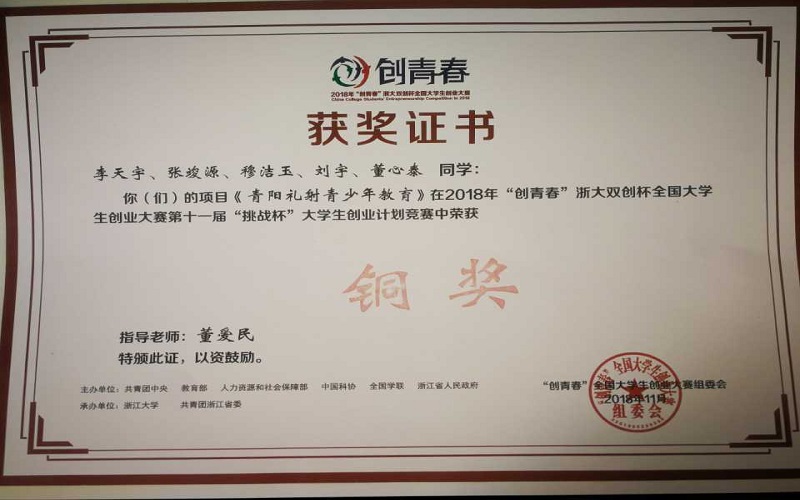 创青春
2018年“创青春”浙大双创杯全国大学生创业大赛
China College Students' Entrepreneurship Competition in 2018
获奖证书
李天宇、张竣源、穆洁玉、刘宇、董心泰 同学：
你（们）的项目《青阳礼射青少年教育》在2018年“创青春”浙大双创杯全国大学
生创业大赛第十一届“挑战杯”大学生创业计划竞赛中荣获
铜奖
指导老师：董爱民
特颁此证，以资鼓励。
主办单位：共青团中央 教育部 人力资源和社会保障部 中国科协 全国学联 浙江省人民政府
承办单位：浙江大学 共青团浙江省委
“创青春”全国大学生创业大赛组委会
2018年11月
组委会